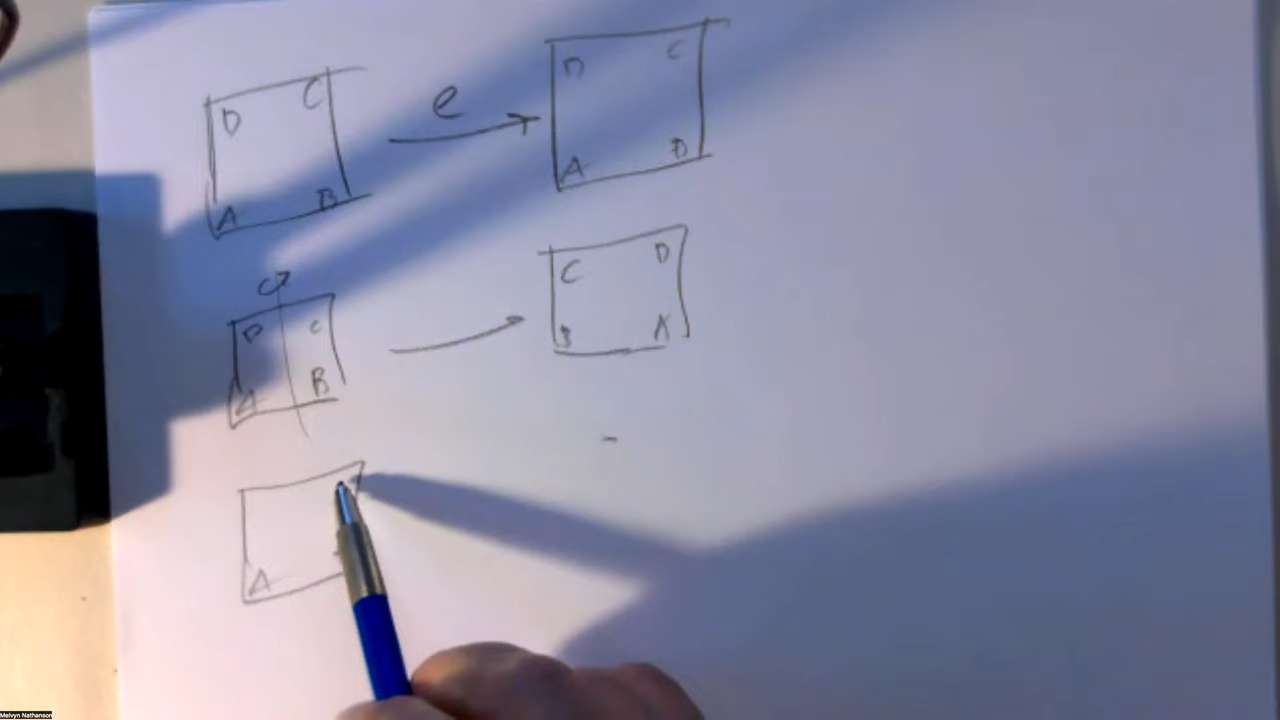 D C e D C
A B A D
D C C D
A B B A
A
Melvyn Nathanson